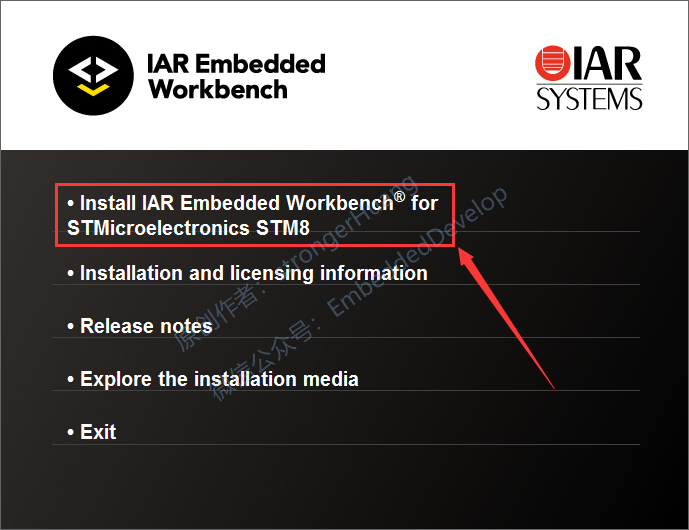 IAR Embedded
Workbench
IAR
SYSTEMS
• Install IAR Embedded Workbench® for
STMicroelectronics STM8
• Installation and licensing information
• Release notes
• Explore the installation media
• Exit
原创作者：strongerHuang
微信公众号：EmbeddedDevelop